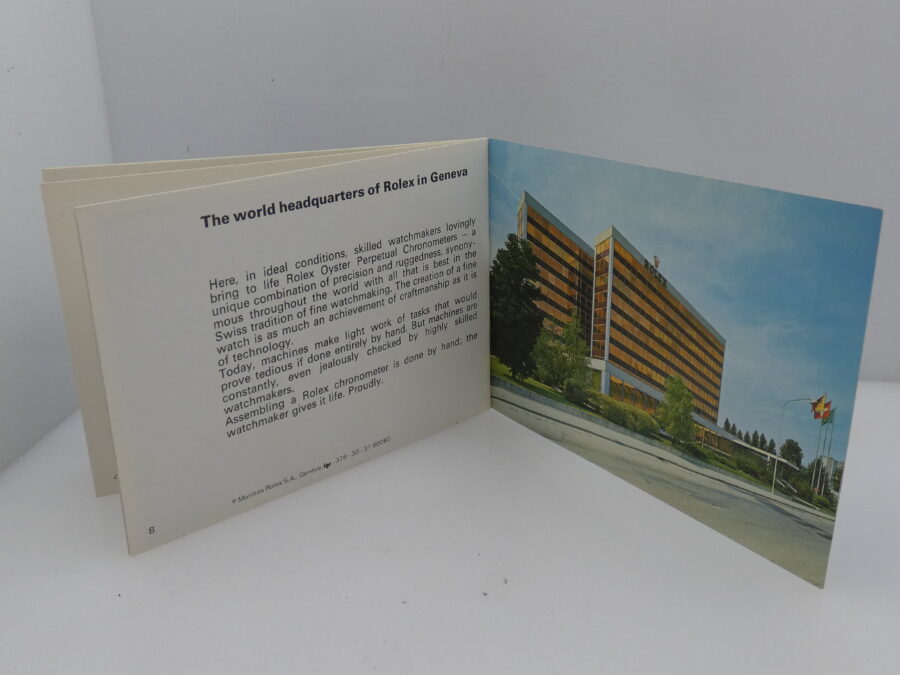 The world headquarters of Rolex in Geneva
Here, in ideal conditions, skilled watchmakers lovingly
bring to life Rolex Oyster Perpetual Chronometers – a
unique combination of precision and ruggedness, synony-
mous throughout the world with all that is best in the
Swiss tradition of fine watchmaking. The creation of a fine
watch is as much an achievement of craftmanship as it is
of technology.
Today, machines make light work of tasks that would
prove tedious if done entirely by hand. But machines are
constantly, even jealously checked by highly skilled
watchmakers.
Assembling a Rolex chronometer is done by hand, the
watchmaker gives it life. Proudly.
© Montres Rolex S.A., Genève, 378 - 30 - 31.60080
8
ROLEX